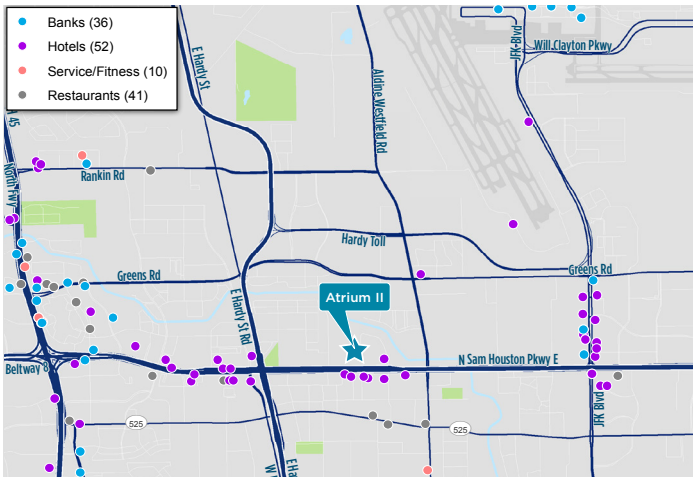 Banks (36)
Hotels (52)
Service/Fitness (10)
Restaurants (41)
E Hardy St
JFK Blvd
Will Clayton Pkwy
Aldine Westfield Rd
45
North Fwy
Rankin Rd
Hardy Toll
Greens Rd
Greens Rd
Atrium II
E Hardy St Rd
N Sam Houston Pkwy E
Beltway 8
JFK Blvd
525
525